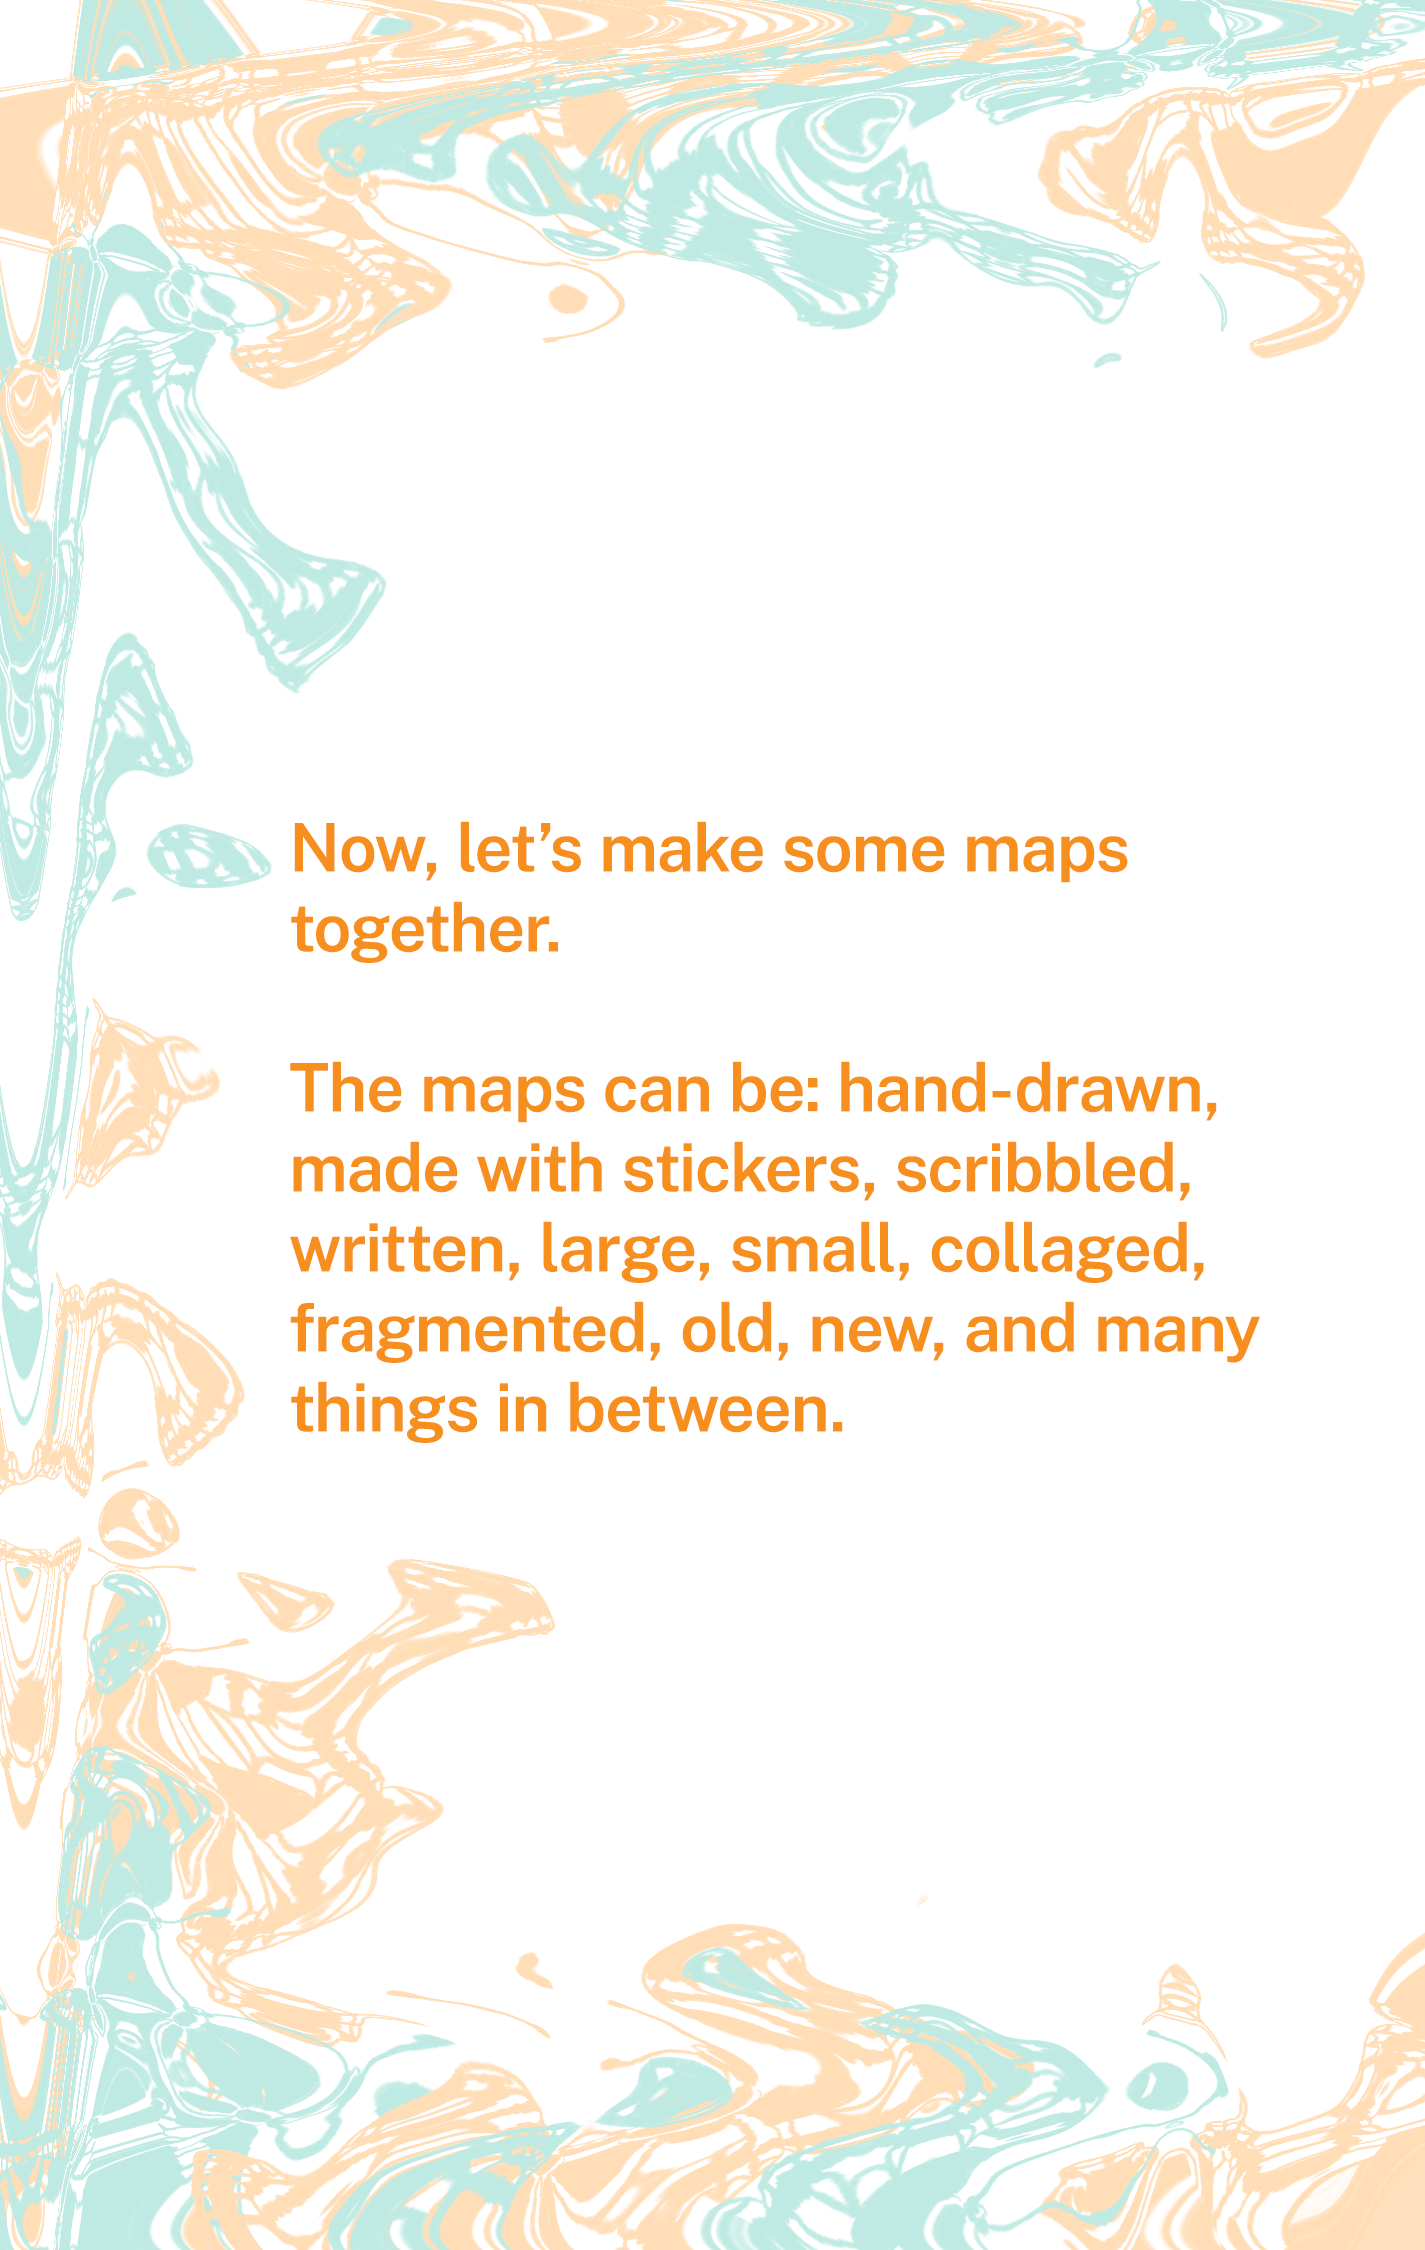 Now, let’s make some maps
together.
The maps can be: hand-drawn,
made with stickers, scribbled,
written, large, small, collaged,
fragmented, old, new, and many
things in between.